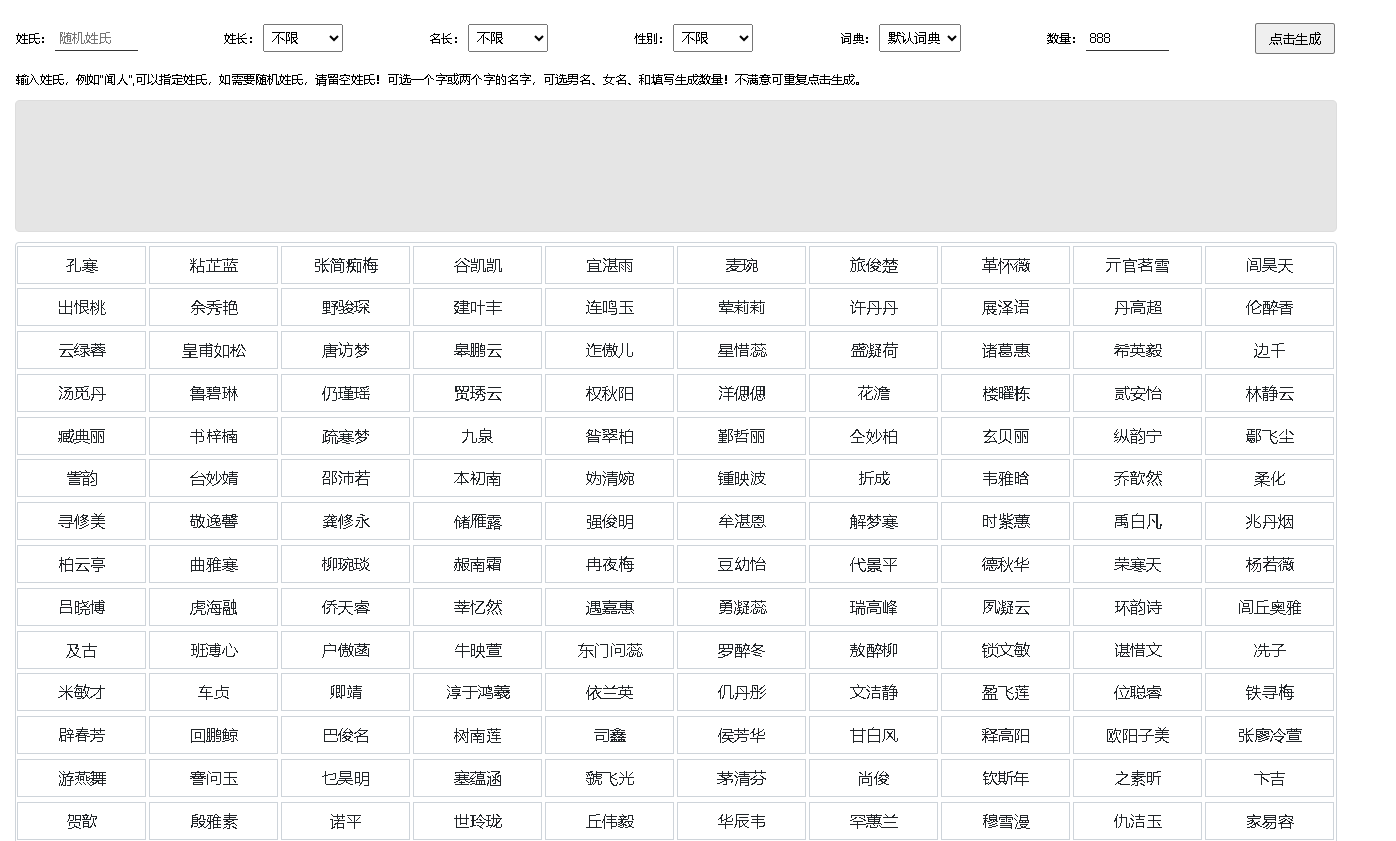 姓氏： 随机姓氏 姓长： 不限 名长： 不限 性别： 不限 词典： 默认词典 数量： 888 点击生成
输入姓氏，例如"闻人",可以指定姓氏，如需要随机姓氏，请留空姓氏！可选一个字或两个字的名字，可选男名、女名、和填写生成数量！不满意可重复点击生成。
孔寒 粘芷蓝 张简痴梅 谷凯凯 宜湛雨 麦琬 旅俊楚 革怀薇 亓官茗雪 闾昊天
出恨桃 余秀艳 野骏琛 建叶丰 连鸣玉 荤莉莉 许丹丹 展泽语 丹高超 伦醉香
云绿蓉 皇甫如松 唐访梦 皋鹏云 迮傲儿 星惜蕊 盛凝荷 诸葛惠 希英毅 边千
汤觅丹 鲁碧琳 仍瑾瑶 贺琇云 权秋阳 洋偲偲 花澹 楼曜栋 贰安怡 林静云
臧典丽 书梓楠 疏寒梦 九泉 昝翠柏 鄞哲丽 仝妙柏 玄贝丽 纵韵宁 鄢飞尘
訾韵 台妙婧 邵沛若 本初南 妫清婉 锺映波 折成 韦雅晗 乔歆然 柔化
寻修美 敬逸馨 龚修永 储雁露 强俊明 牟湛恩 解梦寒 时紫蕙 禹白凡 兆丹烟
柏云亭 曲雅寒 柳琬琰 郝南霜 冉夜梅 豆幼怡 代景平 德秋华 荣寒天 杨若薇
吕晓博 虎海融 侨天睿 莘忆然 遇嘉惠 勇凝蕊 瑞高峰 夙凝云 环韵诗 闾丘奥雅
及古 班溥心 户傲菡 牛映萱 东门问蕊 罗醉冬 敖醉柳 锁文敏 谌惜文 冼子
米敏才 车贞 卿靖 淳于鸿羲 依兰英 仉丹彤 文洁静 盈飞莲 位聪睿 铁寻梅
辟春芳 回鹏鲸 巴俊名 树南莲 司鑫 侯芳华 甘白风 释高阳 欧阳子美 张廖冷萱
游燕舞 謇问玉 乜昊明 塞蕴涵 虢飞光 茅清芬 尚俊 钦斯年 之素昕 卞吉
贺歆 殷雅素 诺平 世玲珑 丘伟毅 华辰韦 罕蕙兰 穆雪漫 仇洁玉 家易容